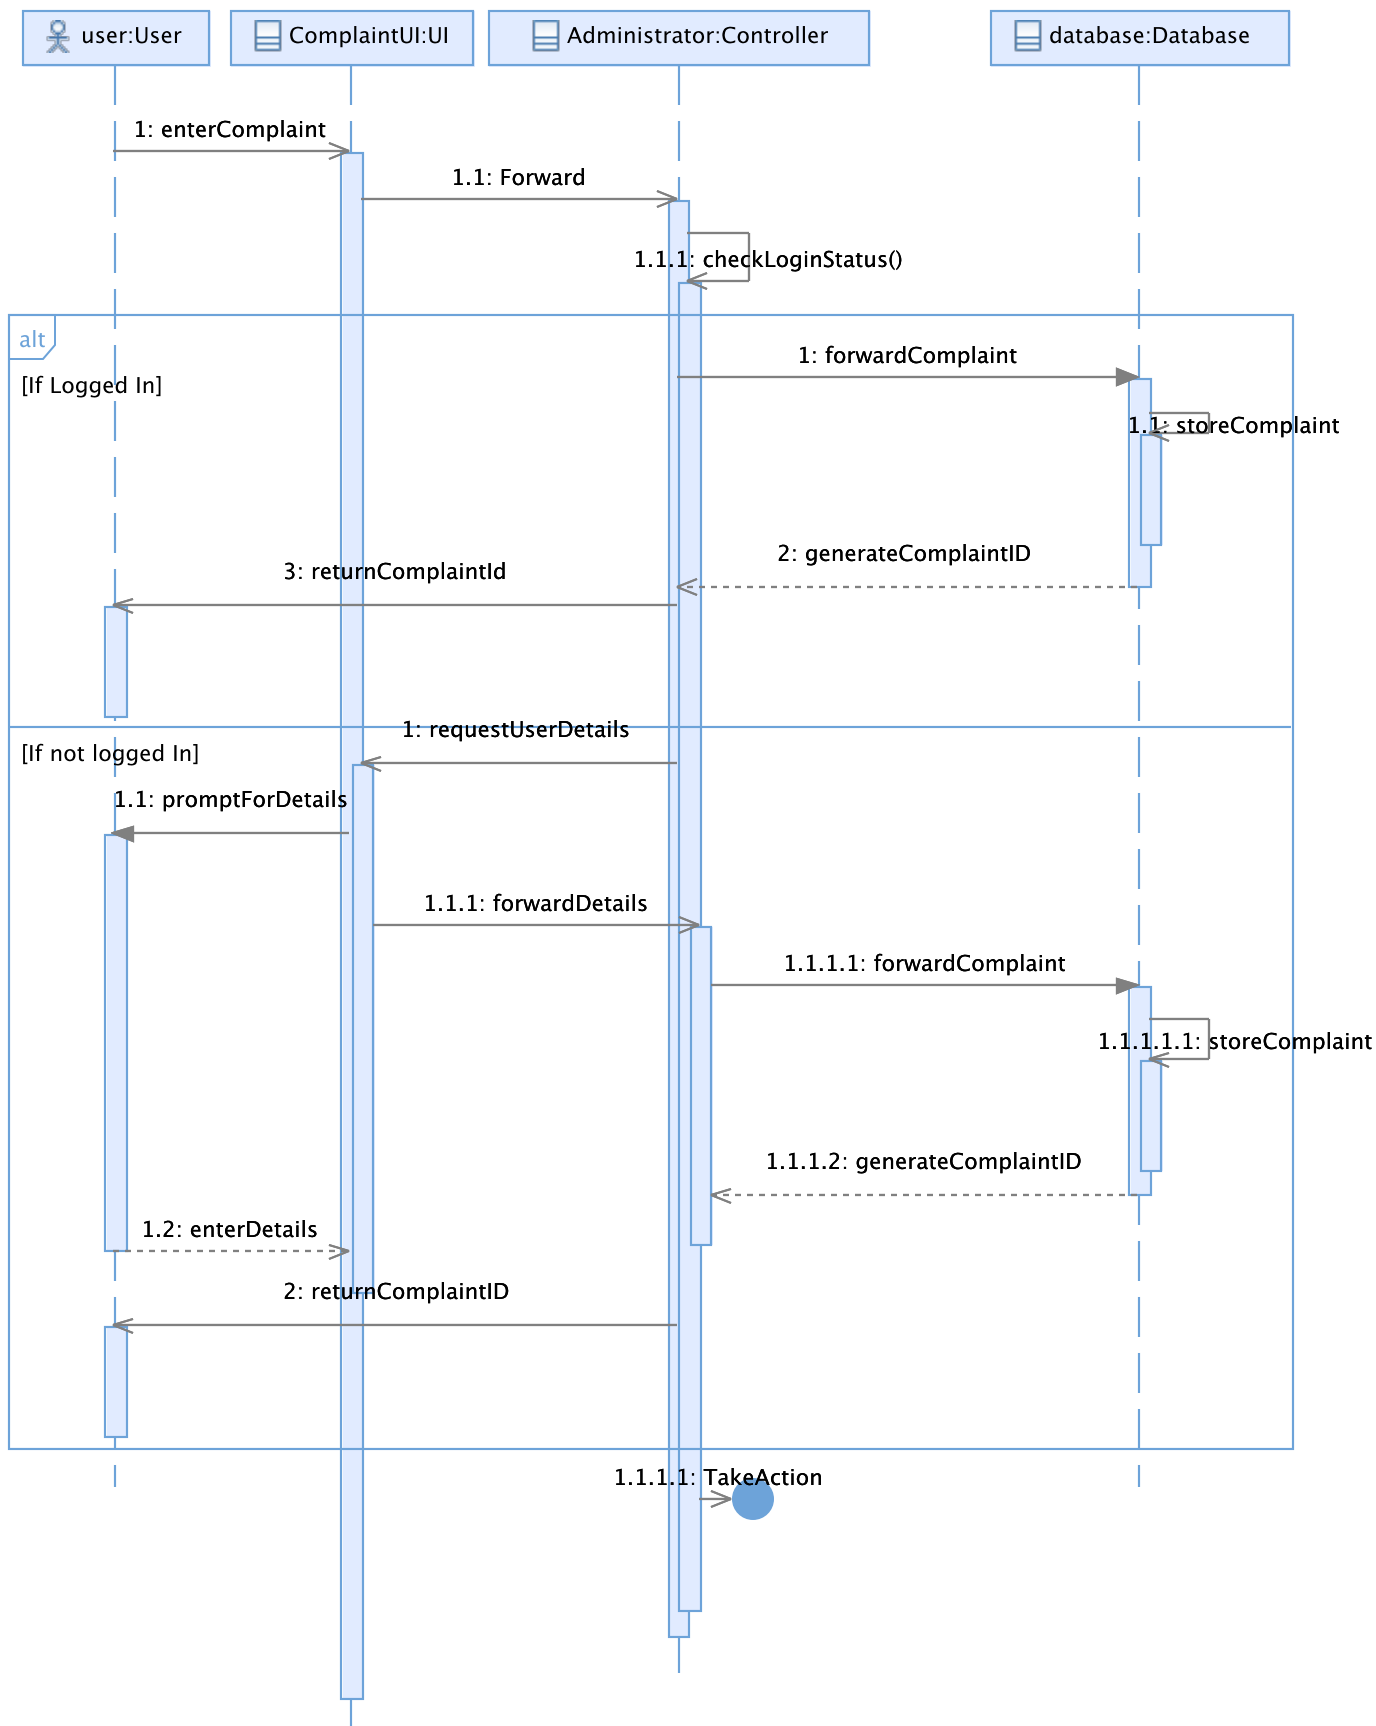 user:User
ComplaintUI:UI
Administrator:Controller
database:Database
1: enterComplaint
1.1: Forward
1.1.1: checkLoginStatus()
alt
1: forwardComplaint
[If Logged In]
1.1: storeComplaint
2: generateComplaintID
3: returnComplaintId
1: requestUserDetails
[If not logged In]
1.1: promptForDetails
1.1.1: forwardDetails
1.1.1.1: forwardComplaint
1.1.1.1.1: storeComplaint
1.1.1.2: generateComplaintID
1.2: enterDetails
2: returnComplaintID
1.1.1.1: TakeAction